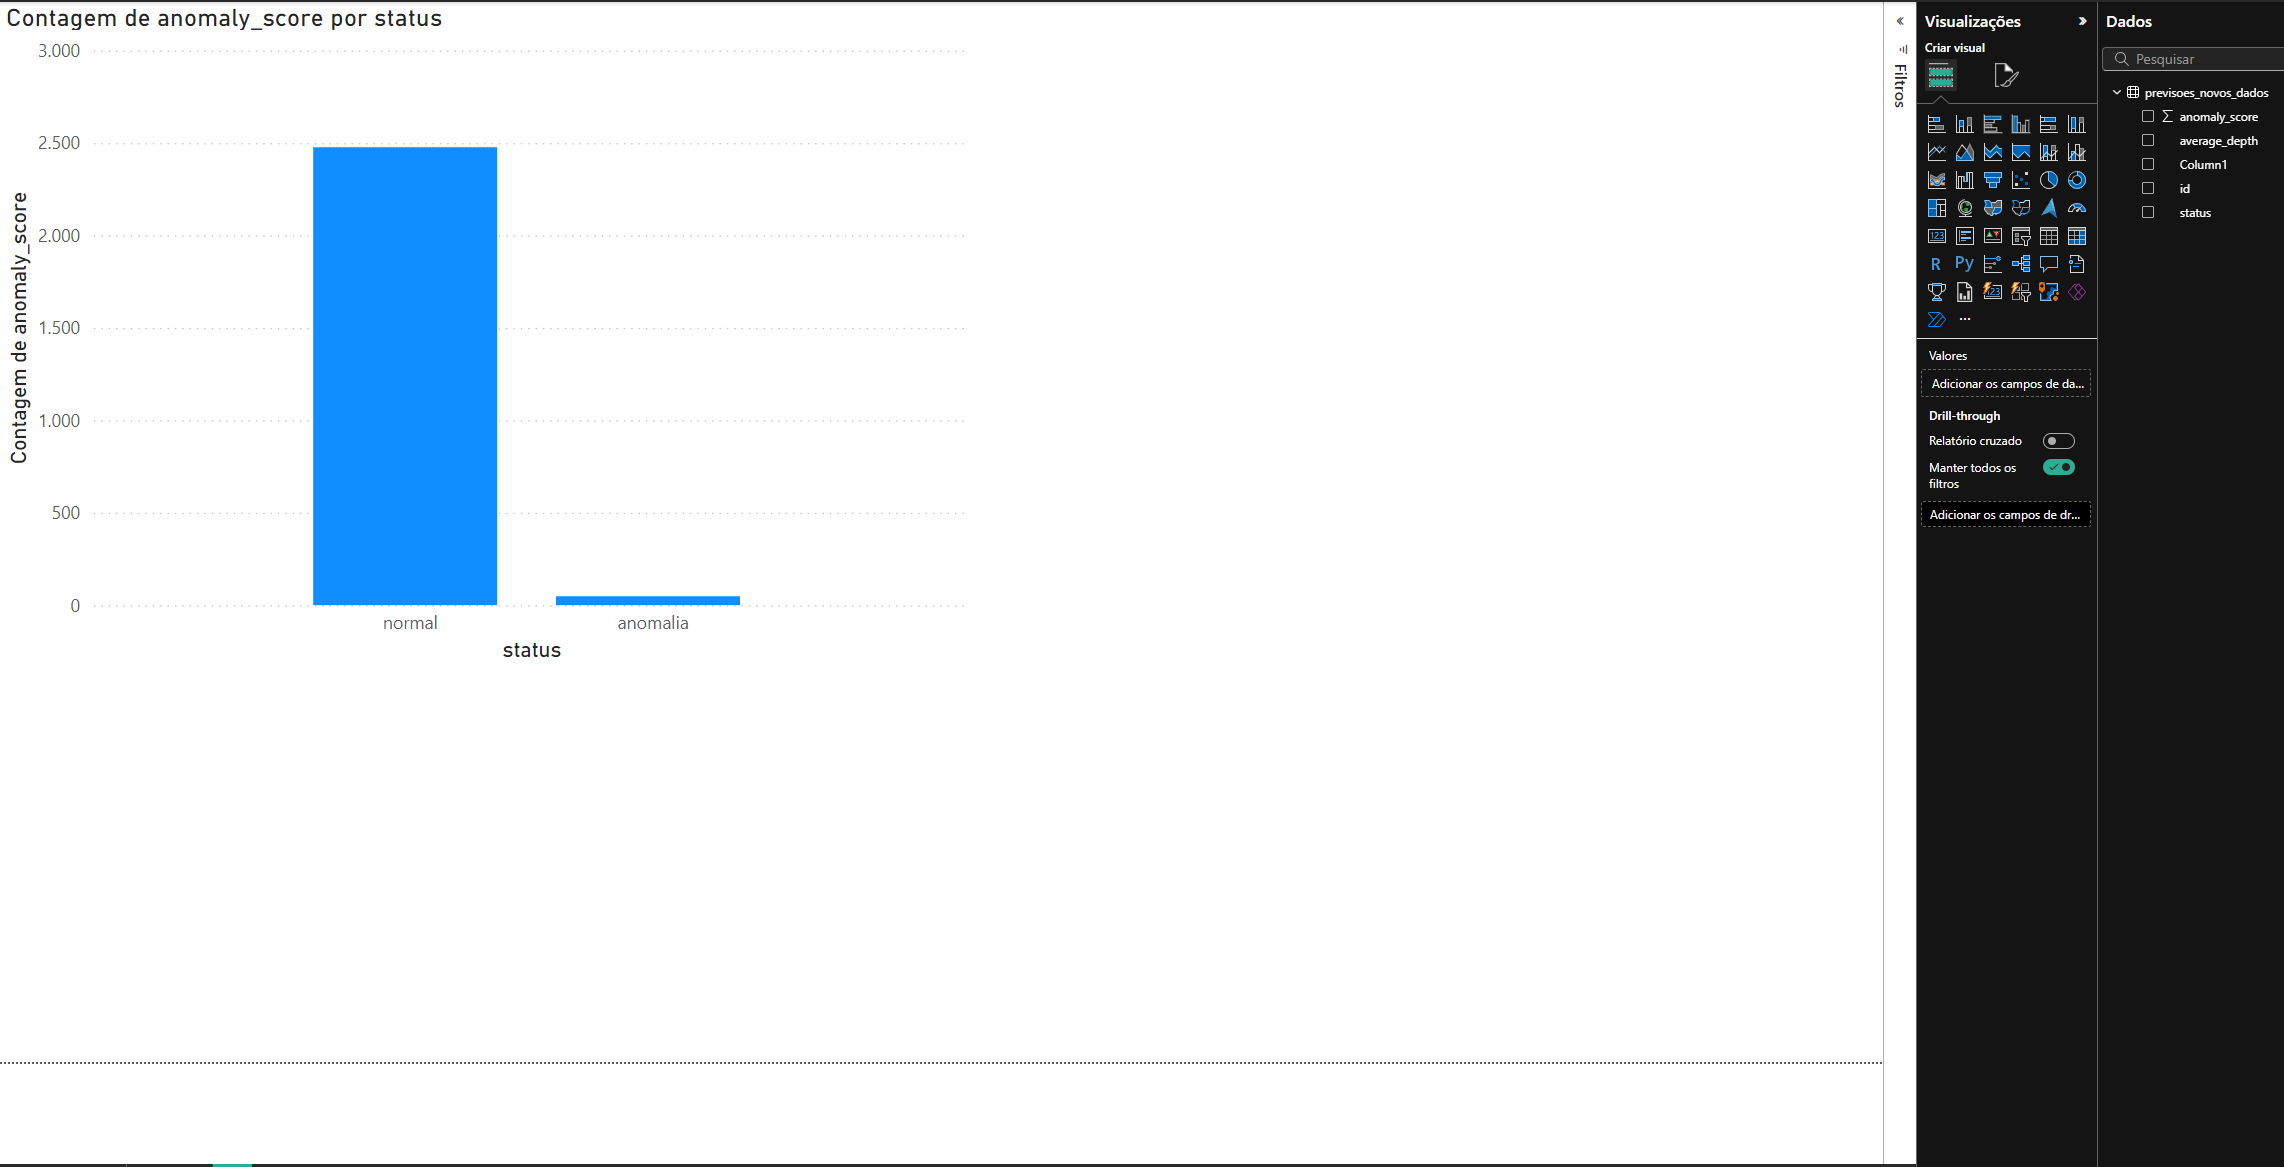 Contagem de anomaly_score por status
3.000
2.500
2.000
1.500
1.000
500
0
Contagem de anomaly_score
normal
anomalia
status
Filtros
Visualizações
Criar visual
123
R
Py
123
...
Valores
Adicionar os campos de da...
Drill-through
Relatório cruzado
Manter todos os
filtros
Adicionar os campos de dr...
Dados
Pesquisar
previsoes_novos_dados
anomaly_score
average_depth
Column1
id
status